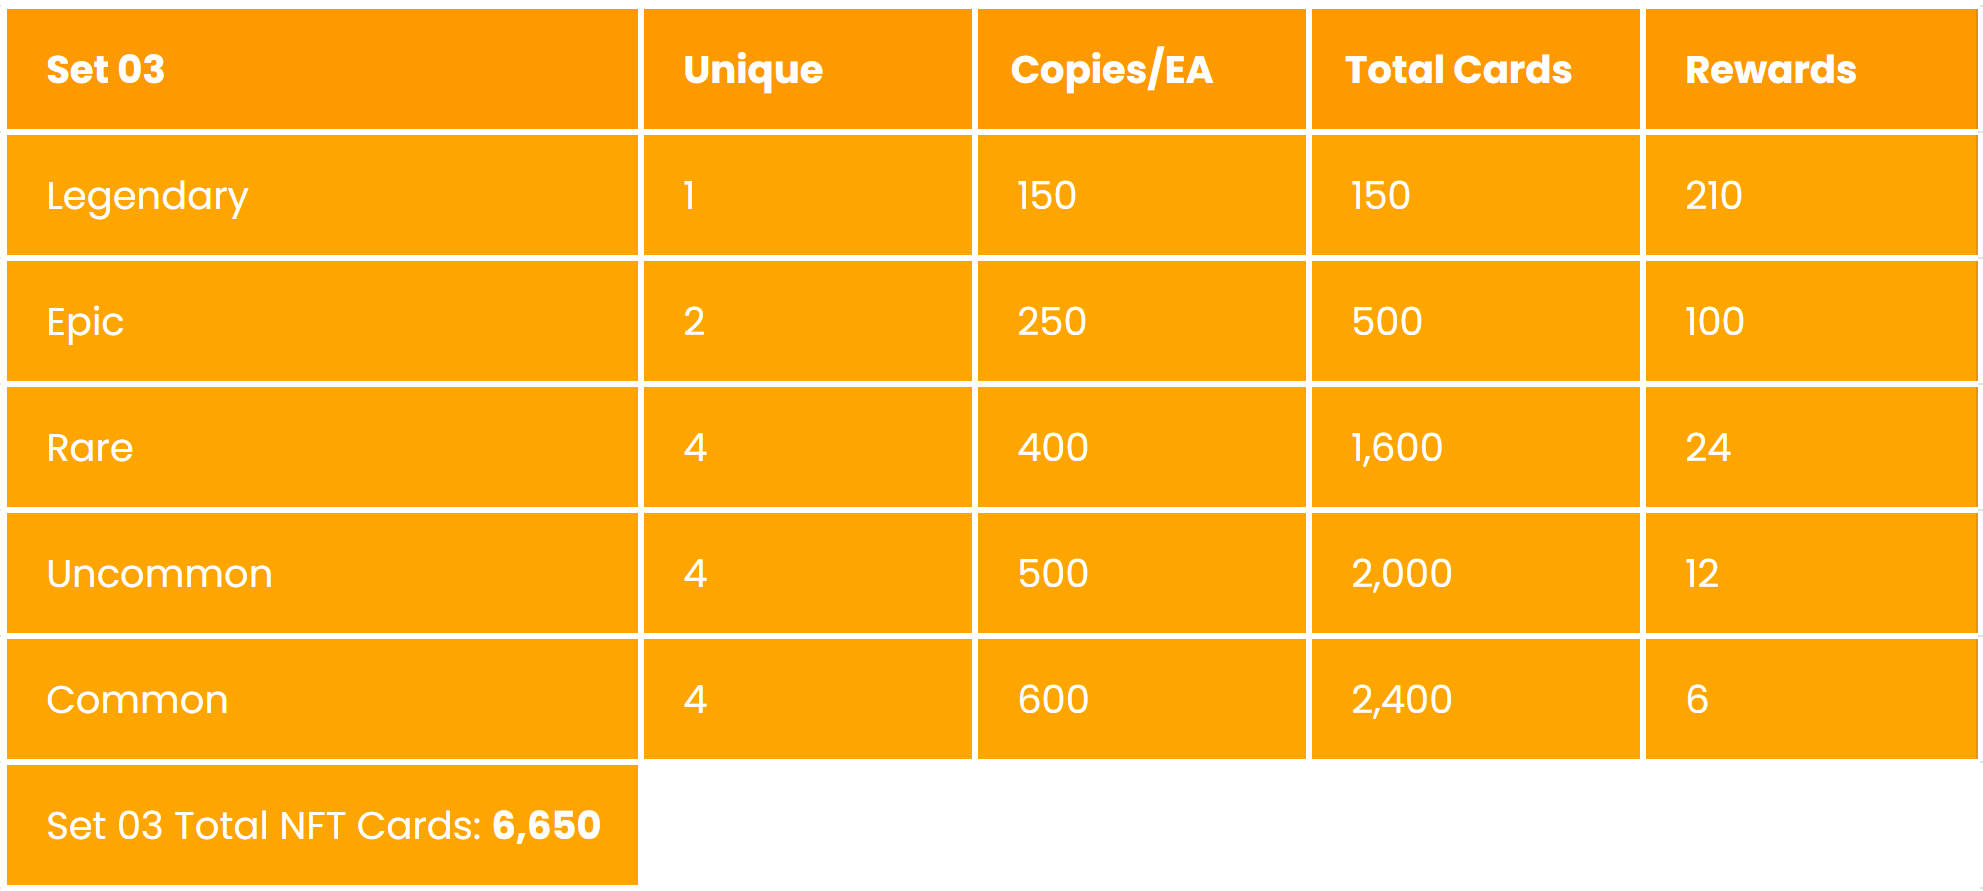 Set 03 Unique Copies/EA Total Cards Rewards
Legendary 1 150 150 210
Epic 2 250 500 100
Rare 4 400 1,600 24
Uncommon 4 500 2,000 12
Common 4 600 2,400 6
Set 03 Total NFT Cards: 6,650